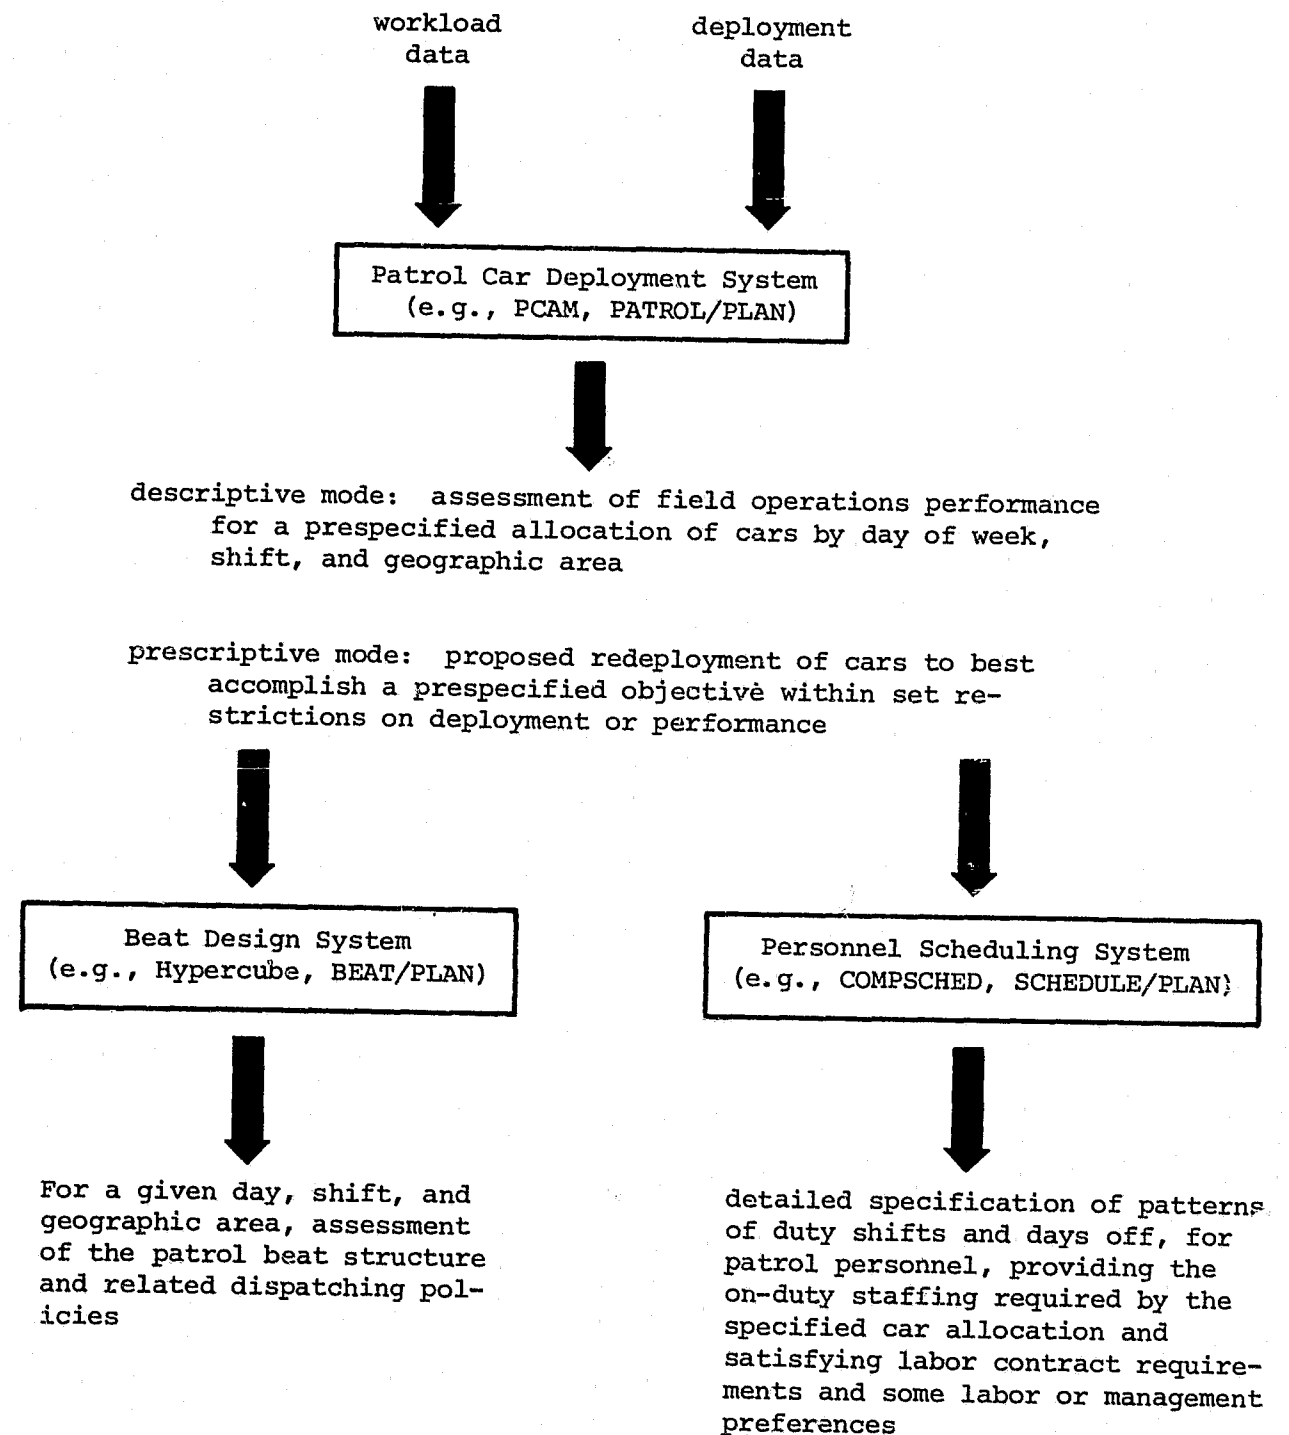 workload
data
deployment
data
Patrol Car Deployment System
(e.g., PCAM, PATROL/PLAN)
descriptive mode: assessment of field operations performance
for a prespecified allocation of cars by day of week,
shift, and geographic area
prescriptive mode: proposed redeployment of cars to best
accomplish a prespecified objective within set re-
strictions on deployment or performance
Beat Design System
(e.g., Hypercube, BEAT/PLAN)
Personnel Scheduling System
(e.g., COMPSCHED, SCHEDULE/PLAN)
For a given day, shift, and
geographic area, assessment
of the patrol beat structure
and related dispatching pol-
icies
detailed specification of patterns
of duty shifts and days off, for
patrol personnel, providing the
on-duty staffing required by the
specified car allocation and
satisfying labor contract require-
ments and some labor or management
preferences